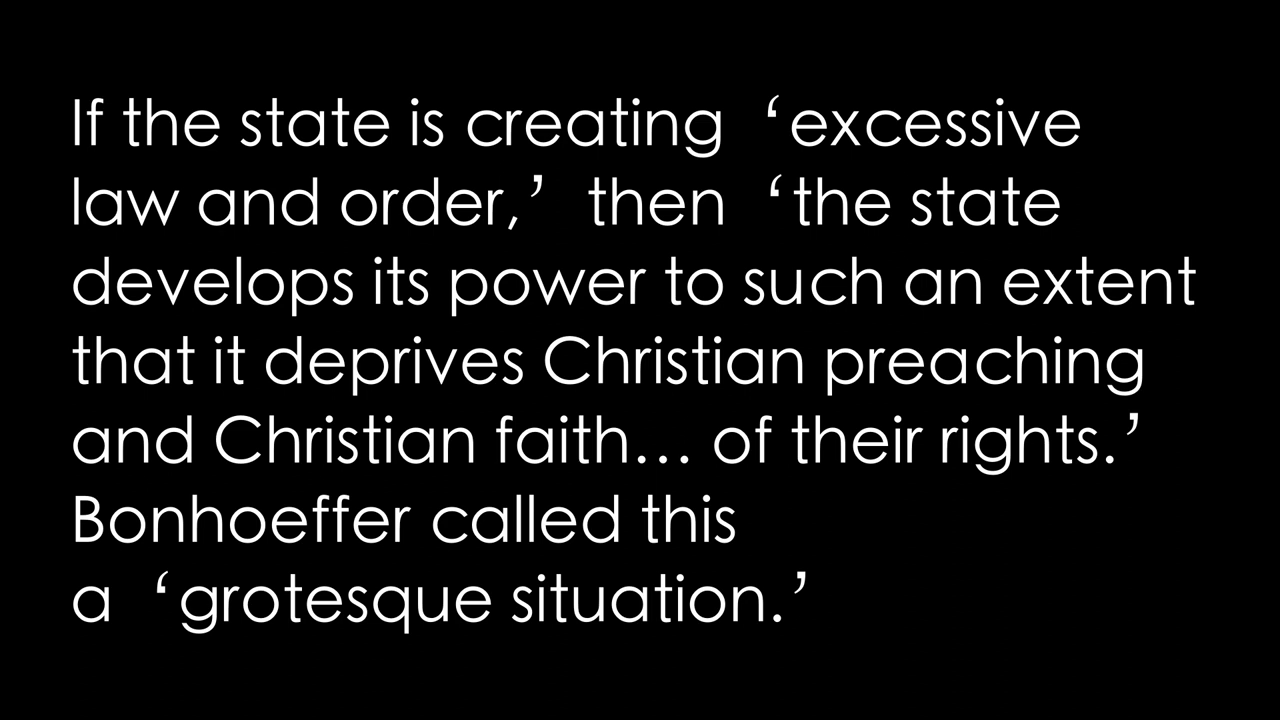 If the state is creating ‘excessive
law and order,’ then ‘the state
develops its power to such an extent
that it deprives Christian preaching
and Christian faith… of their rights.’
Bonhoeffer called this
a ‘grotesque situation.’